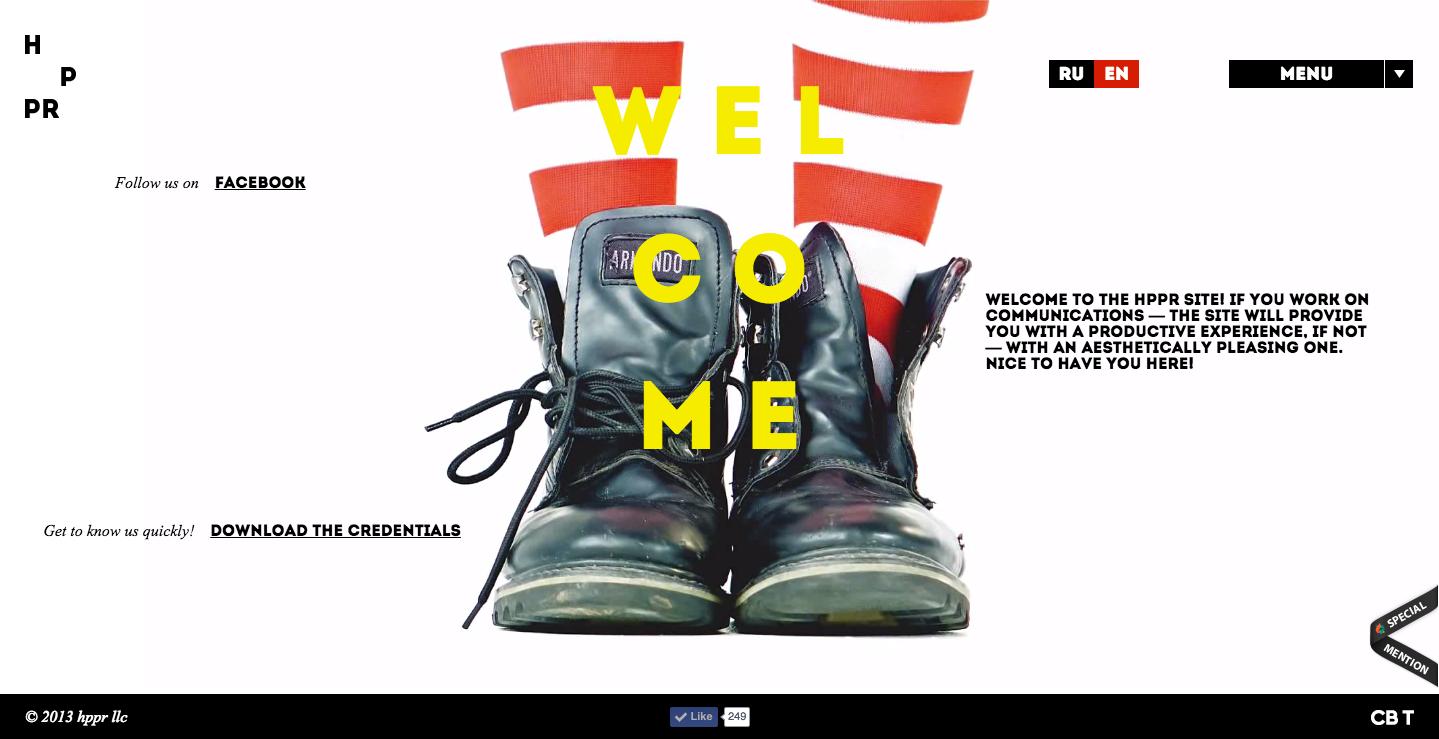 H
P
PR
RU EN
MENU
WEL
CO
ME
Follow us on FACEBOOK
WELCOME TO THE HPPR SITE! IF YOU WORK ON
COMMUNICATIONS — THE SITE WILL PROVIDE
YOU WITH A PRODUCTIVE EXPERIENCE, IF NOT
— WITH AN AESTHETICALLY PLEASING ONE.
NICE TO HAVE YOU HERE!
Get to know us quickly! DOWNLOAD THE CREDENTIALS
SPECIAL
MENTION
© 2013 hppr llc
Like 249
CBT